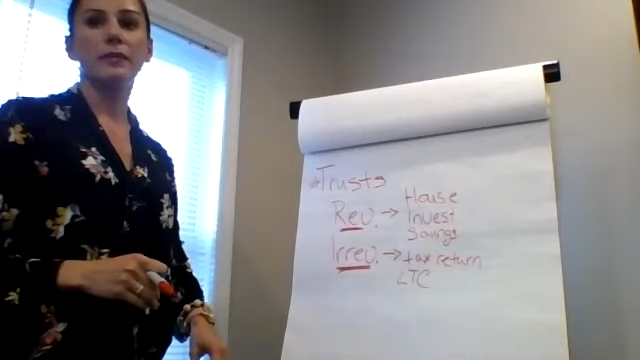 *Trusts
Rev. → House
Invest
Savings
Irrev. → tax return
LTC